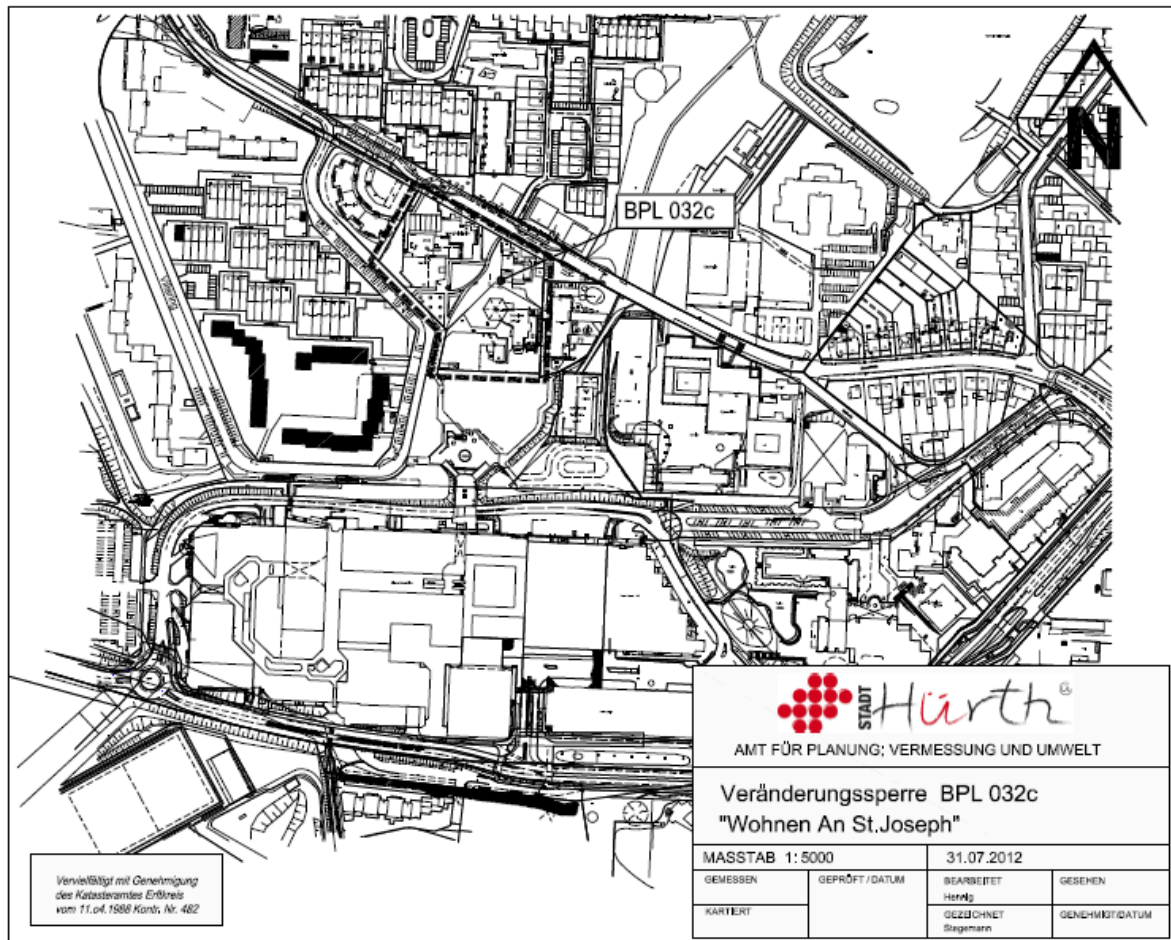 BPL 032c
N
STADT Hürth
AMT FÜR PLANUNG; VERMESSUNG UND UMWELT
Veränderungssperre BPL 032c
"Wohnen An St.Joseph"
MASSTAB 1:5000
31.07.2012
GEMESSEN
GEPRÜFT / DATUM
BEARBEITET
Hennig
GESEHEN
KARTIERT
GEZEICHNET
Stegemann
GENEHMIGT/DATUM
Vervielfältigt mit Genehmigung
des Katasteramtes Erftkreis
vom 11.o4.1988 Kontr. Nr. 482